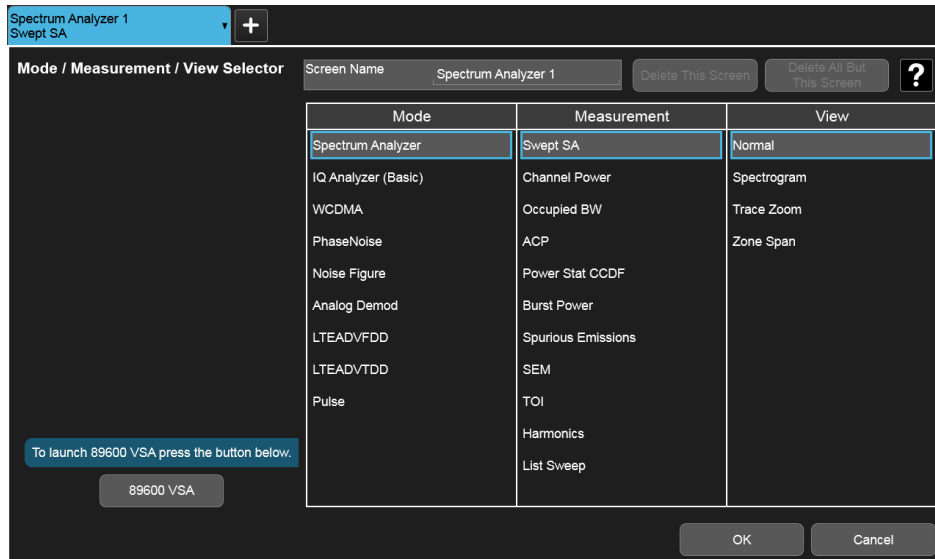 Spectrum Analyzer 1
Swept SA
+
Mode / Measurement / View Selector
Screen Name
Spectrum Analyzer 1
Delete This Screen
Delete All But
This Screen
?
Mode
Measurement
View
Spectrum Analyzer
Swept SA
Normal
IQ Analyzer (Basic)
Channel Power
Spectrogram
WCDMA
Occupied BW
Trace Zoom
PhaseNoise
ACP
Zone Span
Noise Figure
Power Stat CCDF
Analog Demod
Burst Power
LTEADVFDD
Spurious Emissions
LTEADVTDD
SEM
Pulse
TOI
Harmonics
List Sweep
To launch 89600 VSA press the button below.
89600 VSA
OK
Cancel